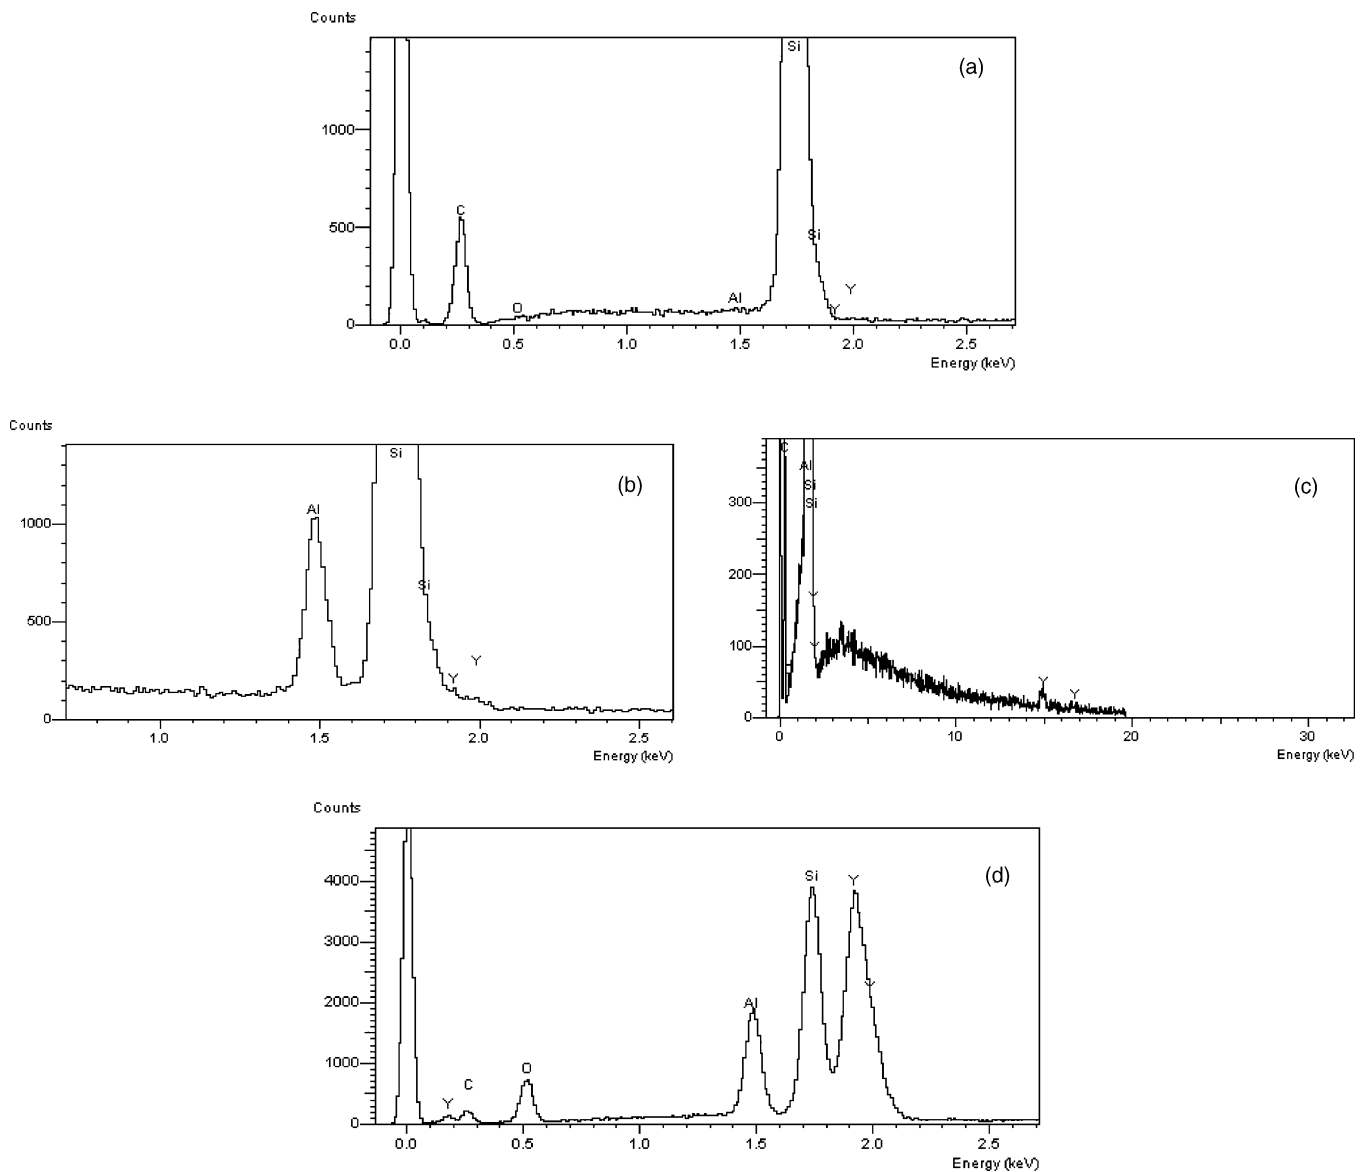 Counts
Si
(a)
1000
C
500
Si
Y
Al
Y
O
0
0.0 0.5 1.0 1.5 2.0 2.5
Energy (keV)
Counts
Si
(b)
Al
1000
Si
500
Y
Y
0
1.0 1.5 2.0 2.5
Energy (keV)
C
Al
Si
(c)
Si
300
200
Y
100
Y
Y
Y
0
0 10 20 30
Energy (keV)
Counts
Si Y (d)
4000
3000
Y
2000
Al
O
1000
C
Y
0
0.0 0.5 1.0 1.5 2.0 2.5
Energy (keV)